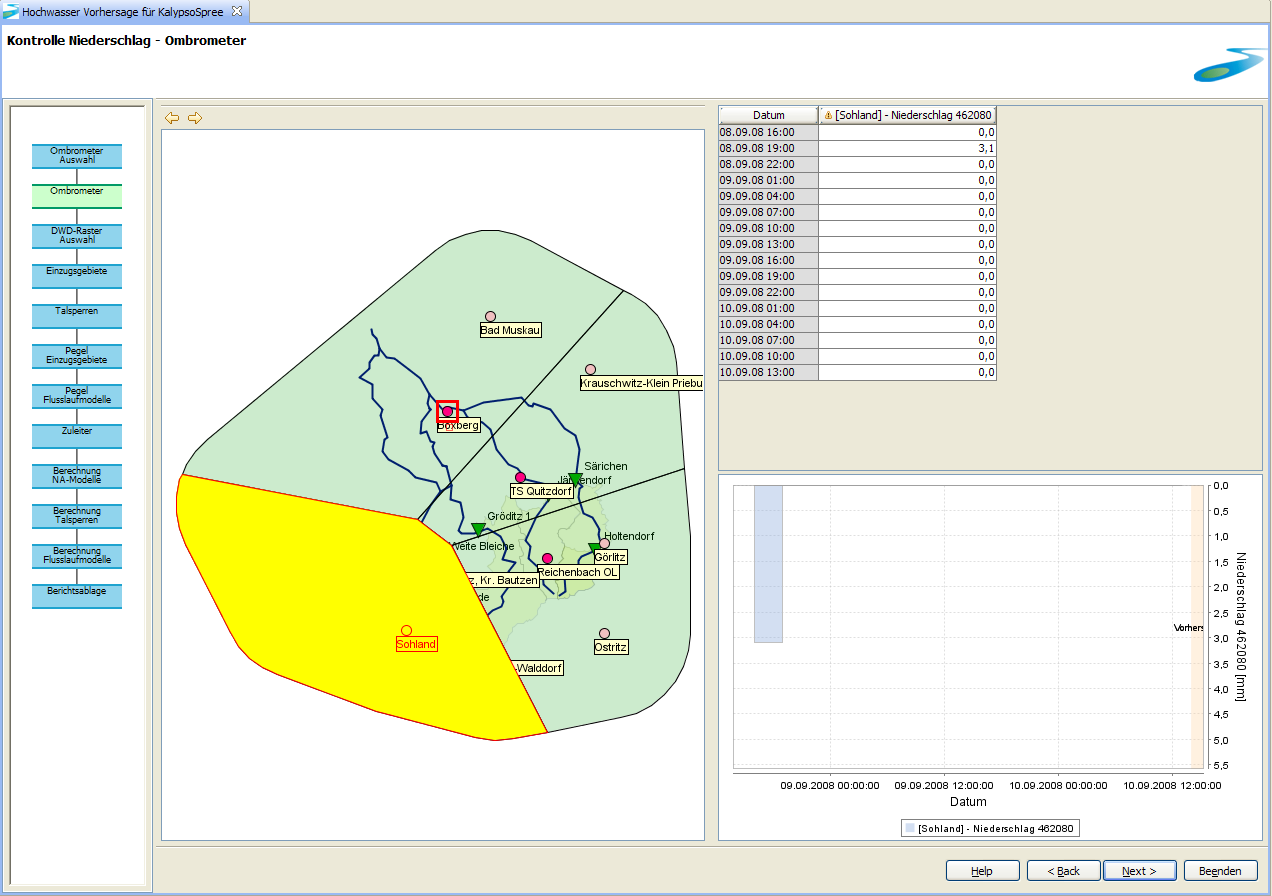 Hochwasser Vorhersage für KalypsoSpree
Kontrolle Niederschlag - Ombrometer
Ombrometer
Auswahl
Ombrometer
DWD-Raster
Auswahl
Einzugsgebiete
Talsperren
Pegel
Einzugsgebiete
Pegel
Flusslaufmodelle
Zuleiter
Berechnung
NA-Modelle
Berechnung
Talsperren
Berechnung
Flusslaufmodelle
Berichtsablage
Bad Muskau
Krauschwitz-Klein Priebu
Boxberg
Särichen
TS Quitzdorf
Gröditz 1
Holtendorf
Weite Bleiche
Görlitz
Reichenbach OL
z, Kr. Bautzen
de
Sohland
Ostritz
-Walddorf
Datum [Sohland] - Niederschlag 462080
08.09.08 16:00 0,0
08.09.08 19:00 3,1
08.09.08 22:00 0,0
09.09.08 01:00 0,0
09.09.08 04:00 0,0
09.09.08 07:00 0,0
09.09.08 10:00 0,0
09.09.08 13:00 0,0
09.09.08 16:00 0,0
09.09.08 19:00 0,0
09.09.08 22:00 0,0
10.09.08 01:00 0,0
10.09.08 04:00 0,0
10.09.08 07:00 0,0
10.09.08 10:00 0,0
10.09.08 13:00 0,0
0,0
0,5
1,0
1,5
2,0
2,5
3,0
3,5
4,0
4,5
5,0
5,5
Niederschlag 462080 [mm]
Vorhers
09.09.2008 00:00:00 09.09.2008 12:00:00 10.09.2008 00:00:00 10.09.2008 12:00:00
Datum
[Sohland] - Niederschlag 462080
Help < Back Next > Beenden